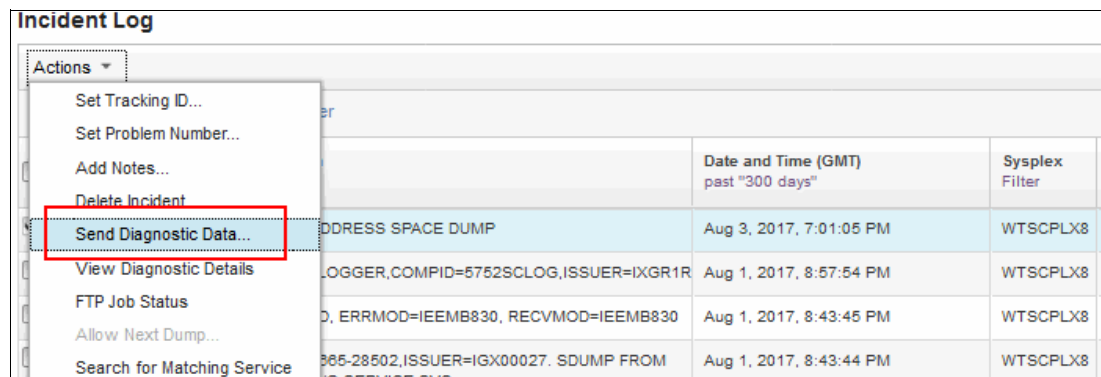 Incident Log
Actions
Set Tracking ID...
er
Set Problem Number...
Add Notes...
Date and Time (GMT)
Sysplex
past "300 days"
Filter
Delete Incident
Send Diagnostic Data...
DDRESS SPACE DUMP
Aug 3, 2017, 7:01:05 PM
WTSCPLX8
View Diagnostic Details
.OGGER,COMPID=5752SCLOG,ISSUER=IXGR1R
Aug 1, 2017, 8:57:54 PM
WTSCPLX8
FTP Job Status
D, ERRMOD=IEEMB830, RECVMOD=IEEMB830
Aug 1, 2017, 8:43:45 PM
WTSCPLX8
Allow Next Dump...
Search for Matching Service
665-28502,ISSUER=IGX00027. SDUMP FROM
Aug 1, 2017, 8:43:44 PM
WTSCPLX8